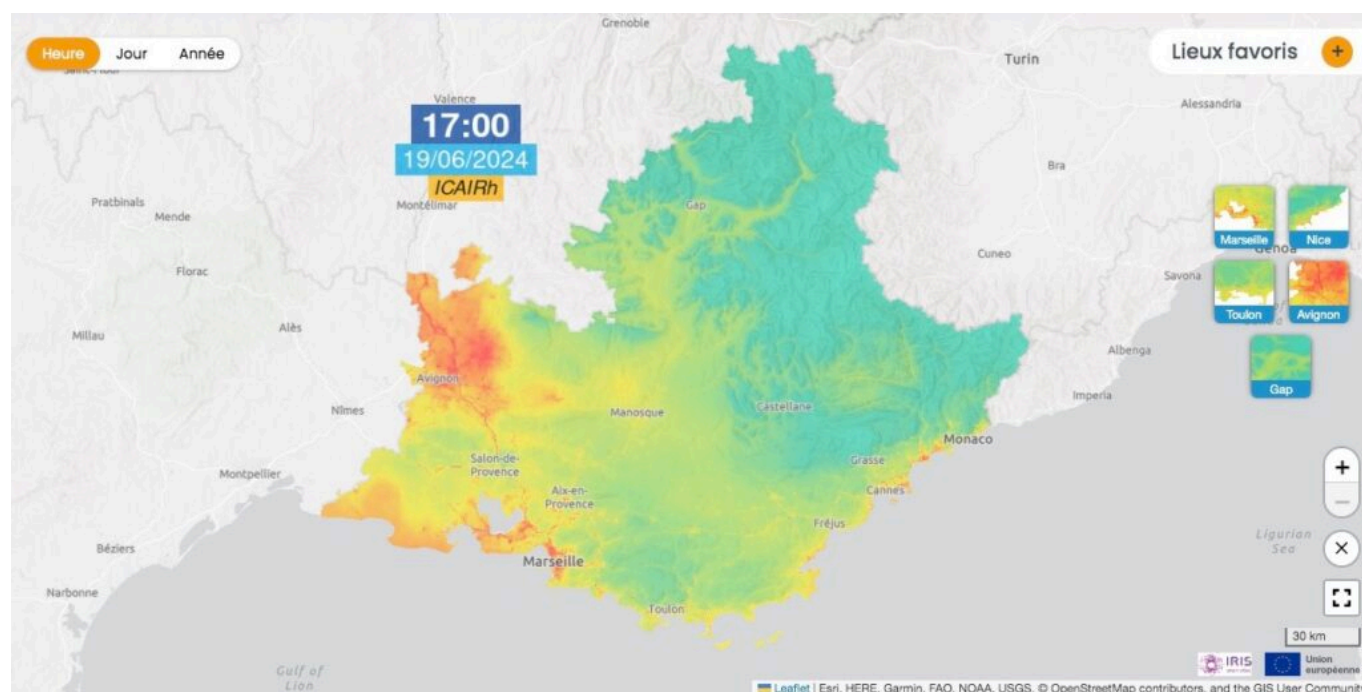 Heure Jour Année
Lieux favoris +
Grenoble
Turin
Valence
Alessandria
17:00
19/06/2024
ICAIRh
Montélimar
Bra
Pratbinals
Mende
Gap
Marseille Nice
Cuneo
Genoa
Florac
Savona
Toulon Avignon
Alès
Millau
Albenga
Avignon
Gap
Imperia
Nîmes
Manosque
Castellane
Monaco
Salon-de-
Provence
Grasse
Montpellier
Cannes
Aix-en-
Provence
Fréjus
Ligurian
Sea
Béziers
Marseille
Narbonne
Toulon
30 km
IRIS
Union
européenne
Gulf of
Lion
Leaflet | Esri, HERE, Garmin, FAO, NOAA, USGS, © OpenStreetMap contributors, and the GIS User Community